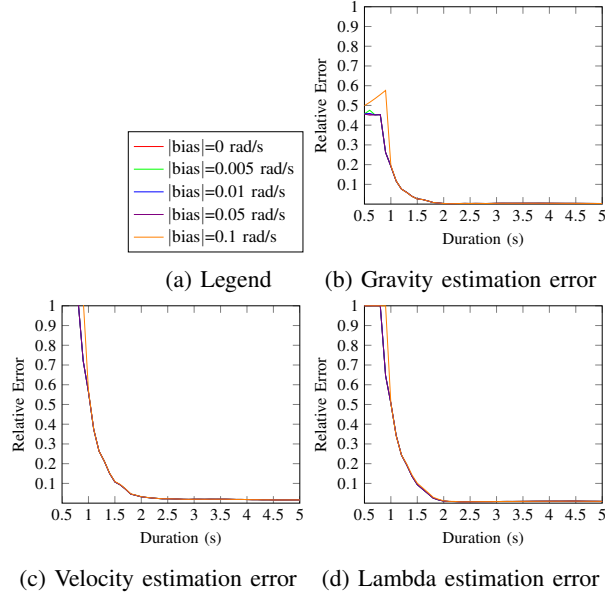 |bias|=0 rad/s
|bias|=0.005 rad/s
|bias|=0.01 rad/s
|bias|=0.05 rad/s
|bias|=0.1 rad/s
(a) Legend
1
0.9
0.8
0.7
0.6
0.5
0.4
0.3
0.2
0.1
Relative Error
0.5 1 1.5 2 2.5 3 3.5 4 4.5 5
Duration (s)
(b) Gravity estimation error
1
0.9
0.8
0.7
0.6
0.5
0.4
0.3
0.2
0.1
Relative Error
0.5 1 1.5 2 2.5 3 3.5 4 4.5 5
Duration (s)
(c) Velocity estimation error
1
0.9
0.8
0.7
0.6
0.5
0.4
0.3
0.2
0.1
Relative Error
0.5 1 1.5 2 2.5 3 3.5 4 4.5 5
Duration (s)
(d) Lambda estimation error